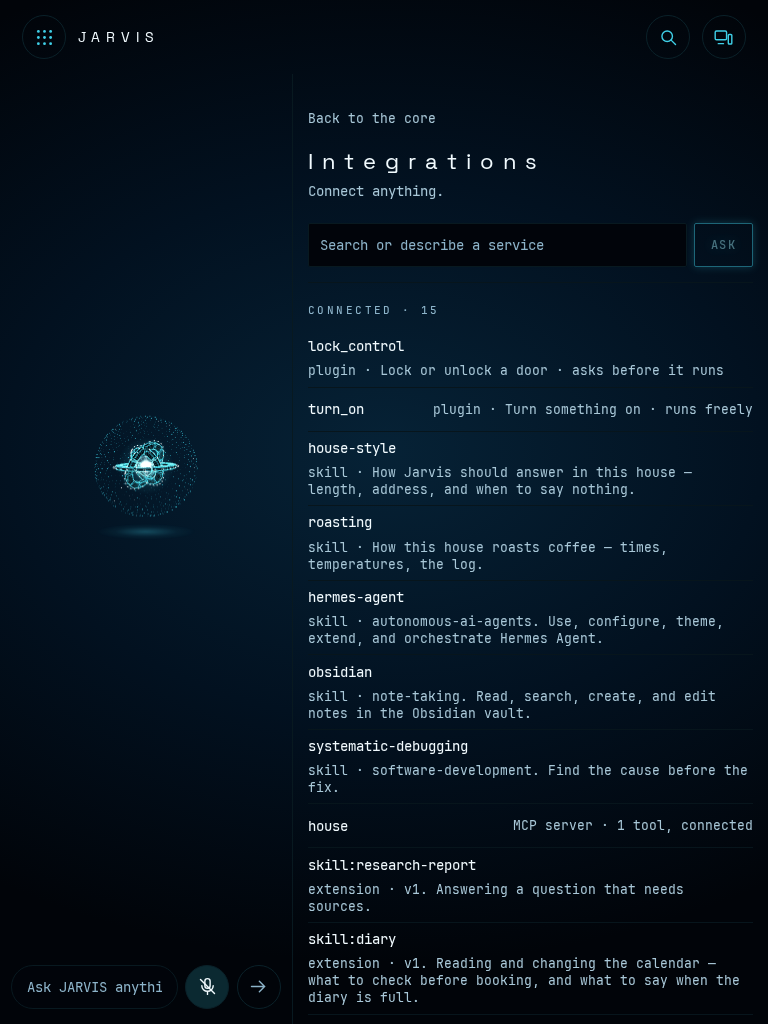 JARVIS
Back to the core
Integrations
Connect anything.
Search or describe a service
ASK
CONNECTED · 15
lock_control
plugin · Lock or unlock a door · asks before it runs
turn_on
plugin · Turn something on · runs freely
house-style
skill · How Jarvis should answer in this house —
length, address, and when to say nothing.
roasting
skill · How this house roasts coffee — times,
temperatures, the log.
hermes-agent
skill · autonomous-ai-agents. Use, configure, theme,
extend, and orchestrate Hermes Agent.
obsidian
skill · note-taking. Read, search, create, and edit
notes in the Obsidian vault.
systematic-debugging
skill · software-development. Find the cause before the
fix.
house
MCP server · 1 tool, connected
skill:research-report
extension · v1. Answering a question that needs
sources.
skill:diary
extension · v1. Reading and changing the calendar —
what to check before booking, and what to say when the
diary is full.
Ask JARVIS anythi